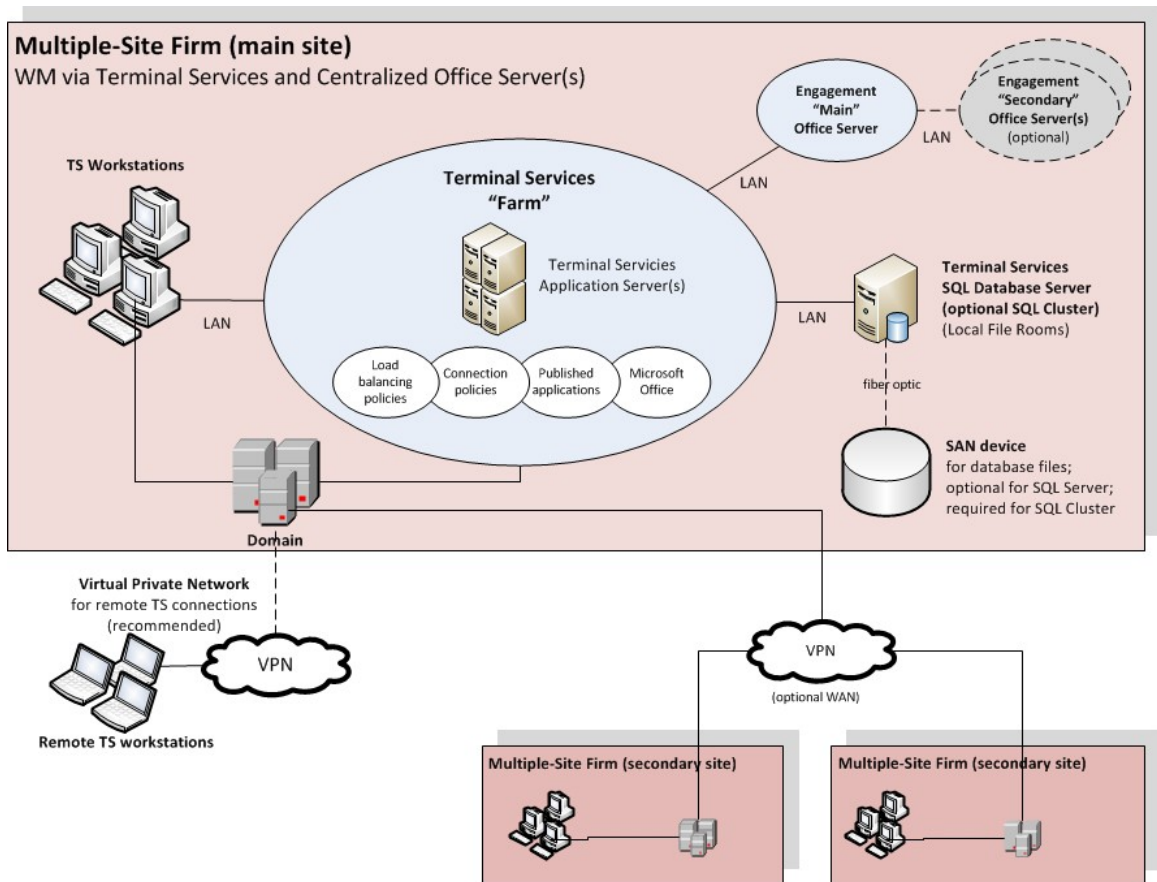 Multiple-Site Firm (main site)
WM via Terminal Services and Centralized Office Server(s)
Engagement
“Main”
Office Server
LAN
Engagement
“Secondary”
Office Server(s)
(optional)
LAN
TS Workstations
LAN
Terminal Services
“Farm”
Terminal Servicies
Application Server(s)
Load
balancing
policies
Connection
policies
Published
applications
Microsoft
Office
LAN
Terminal Services
SQL Database Server
(optional SQL Cluster)
(Local File Rooms)
fiber optic
SAN device
for database files;
optional for SQL Server;
required for SQL Cluster
Domain
Virtual Private Network
for remote TS connections
(recommended)
VPN
Remote TS workstations
VPN
(optional WAN)
Multiple-Site Firm (secondary site)
Multiple-Site Firm (secondary site)